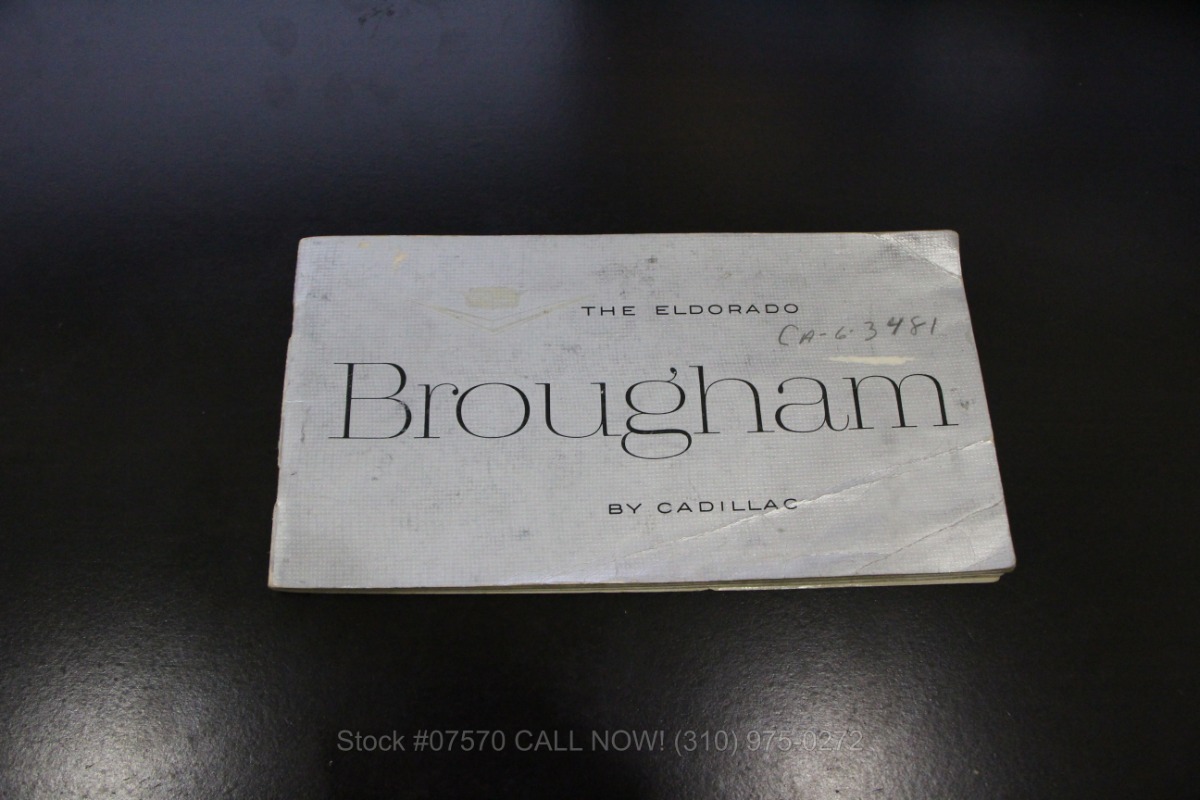 THE ELDORADO
CA-6-3481
Brougham
BY CADILLAC
Stock #07570 CALL NOW! (310) 975-0272